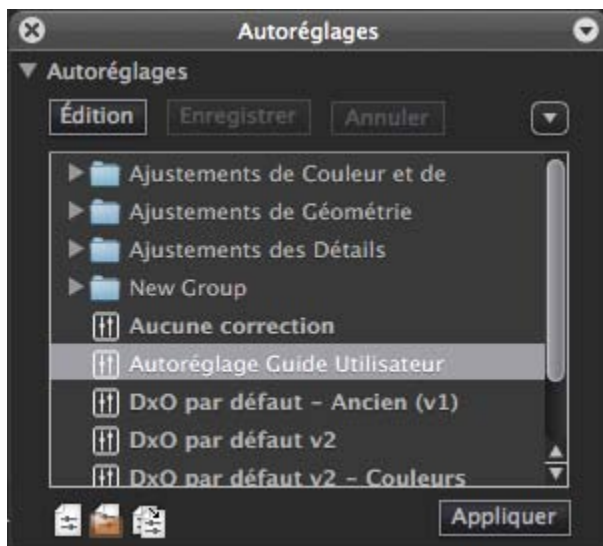 Autoréglages
Autoréglages
Édition Enregistrer Annuler
Ajustements de Couleur et de
Ajustements de Géométrie
Ajustements des Détails
New Group
Aucune correction
Autoréglage Guide Utilisateur
DxO par défaut – Ancien (v1)
DxO par défaut v2
DxO par défaut v2 – Couleurs
Appliquer